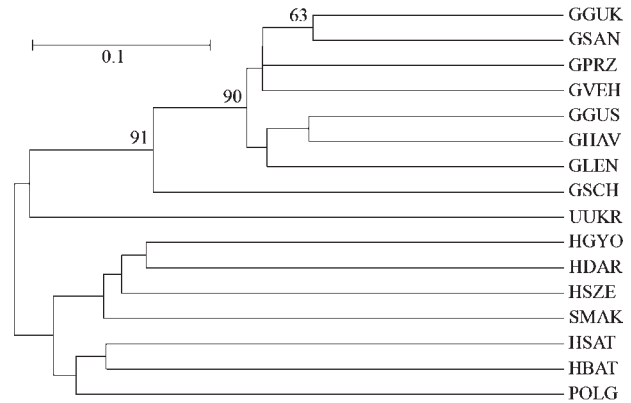 63
GGUK
GSAN
0.1
GPRZ
90
GVEH
GGUS
91
GHAV
GLEN
GSCH
UUKR
HGYO
HDAR
HSZE
SMAK
HSAT
HBAT
POLG